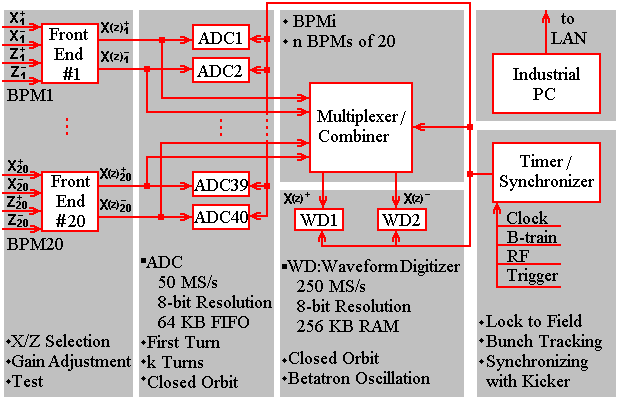 X₁⁺
X₁⁻
Z₁⁺
Z₁⁻
BPM1
Front
End
#1
X(z)₁⁺
X(z)₁⁻
X₂₀⁺
X₂₀⁻
Z₂₀⁺
Z₂₀⁻
BPM20
Front
End
#20
X(z)₂₀⁺
X(z)₂₀⁻
X/Z Selection
Gain Adjustment
Test
ADC1
ADC2
ADC39
ADC40
ADC
50 MS/s
8-bit Resolution
64 KB FIFO
First Turn
k Turns
Closed Orbit
BPMi
n BPMs of 20
Multiplexer/
Combiner
X(z)⁺
X(z)⁻
WD1
WD2
WD:Waveform Digitizer
250 MS/s
8-bit Resolution
256 KB RAM
Closed Orbit
Betatron Oscillation
to
LAN
Industrial
PC
Timer/
Synchronizer
Clock
B-train
RF
Trigger
Lock to Field
Bunch Tracking
Synchronizing
with Kicker